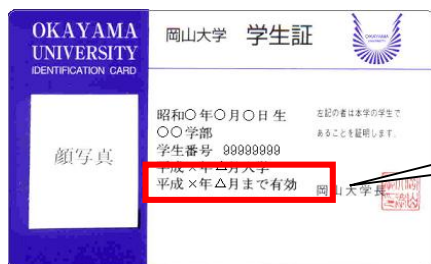 OKAYAMA
UNIVERSITY
IDENTIFICATION CARD
岡山大学 学生証
顔写真
昭和○年○月○日生
○○学部
学生番号 99999999
平成×年△月入学
平成×年△月まで有効
左記の者は本学の学生で
あることを証明します。
岡山大学長